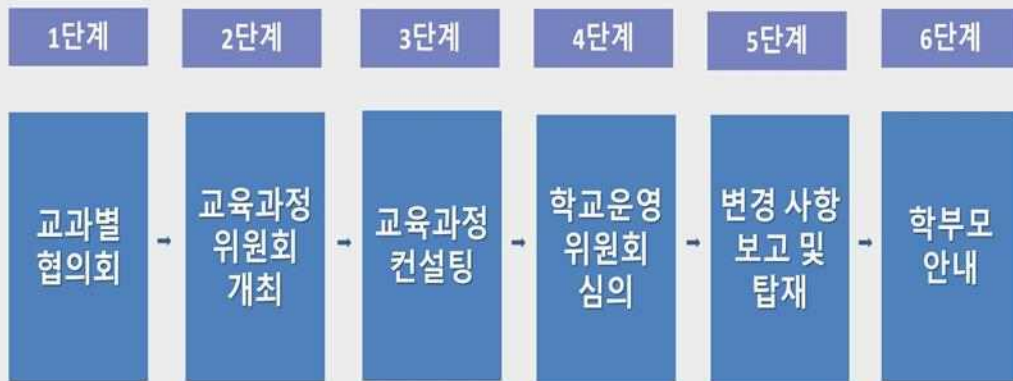 1단계
2단계
3단계
4단계
5단계
6단계
교과별
협의회
교육과정
위원회
개최
교육과정
컨설팅
학교운영
위원회
심의
변경 사항
보고 및
탑재
학부모
안내